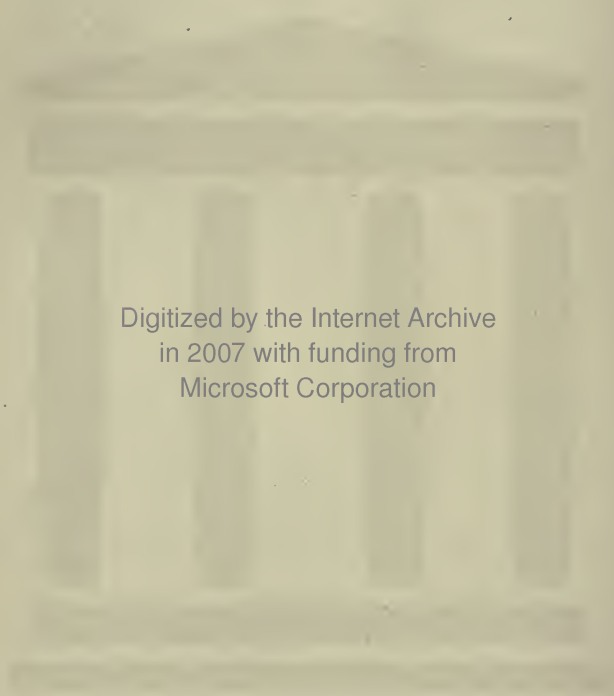 Digitized by the Internet Archive
in 2007 with funding from
Microsoft Corporation